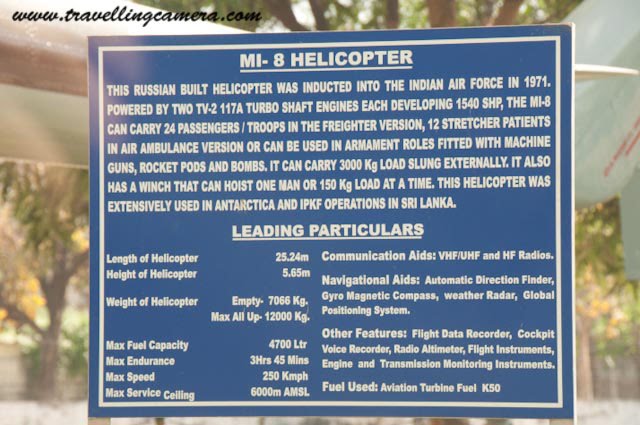 www.travellingcamera.com
MI- 8 HELICOPTER
THIS RUSSIAN BUILT HELICOPTER WAS INDUCTED INTO THE INDIAN AIR FORCE IN 1971.
POWERED BY TWO TV-2 117A TURBO SHAFT ENGINES EACH DEVELOPING 1540 SHP, THE MI-8
CAN CARRY 24 PASSENGERS / TROOPS IN THE FREIGHTER VERSION, 12 STRETCHER PATIENTS
IN AIR AMBULANCE VERSION OR CAN BE USED IN ARMAMENT ROLES FITTED WITH MACHINE
GUNS, ROCKET PODS AND BOMBS. IT CAN CARRY 3000 Kg LOAD SLUNG EXTERNALLY. IT ALSO
HAS A WINCH THAT CAN HOIST ONE MAN OR 150 Kg LOAD AT A TIME. THIS HELICOPTER WAS
EXTENSIVELY USED IN ANTARCTICA AND IPKF OPERATIONS IN SRI LANKA.
LEADING PARTICULARS
Length of Helicopter 25.24m
Height of Helicopter 5.65m
Weight of Helicopter Empty- 7066 Kg.
Max All Up- 12000 Kg.
Max Fuel Capacity 4700 Ltr
Max Endurance 3Hrs 45 Mins
Max Speed 250 Kmph
Max Service Ceiling 6000m AMSL
Communication Aids: VHF/UHF and HF Radios.
Navigational Aids: Automatic Direction Finder,
Gyro Magnetic Compass, weather Radar, Global
Positioning System.
Other Features: Flight Data Recorder, Cockpit
Voice Recorder, Radio Altimeter, Flight Instruments,
Engine and Transmission Monitoring Instruments.
Fuel Used: Aviation Turbine Fuel K50